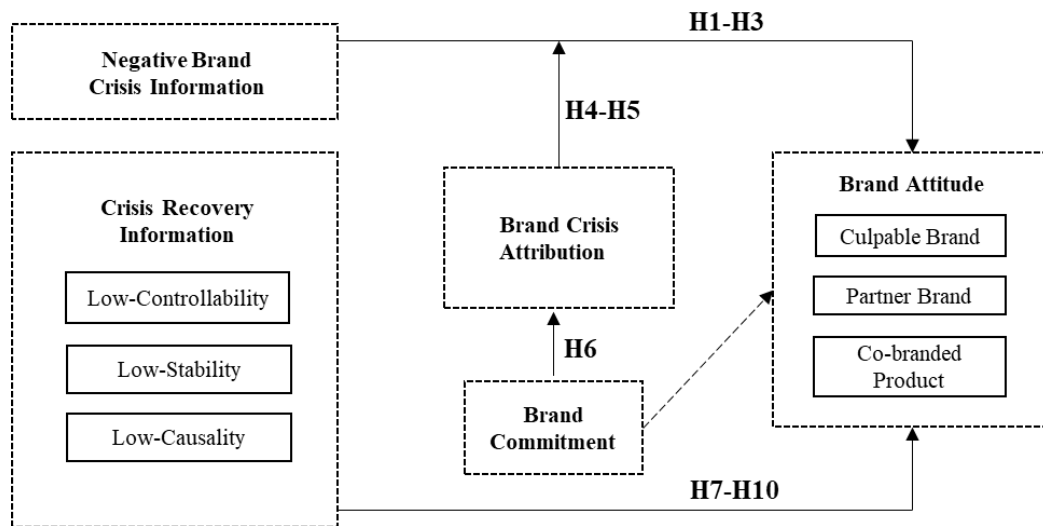 H1-H3
Negative Brand
Crisis Information
H4-H5
Crisis Recovery
Information
Low-Controllability
Low-Stability
Low-Causality
Brand Crisis
Attribution
H6
Brand
Commitment
Brand Attitude
Culpable Brand
Partner Brand
Co-branded
Product
H7-H10